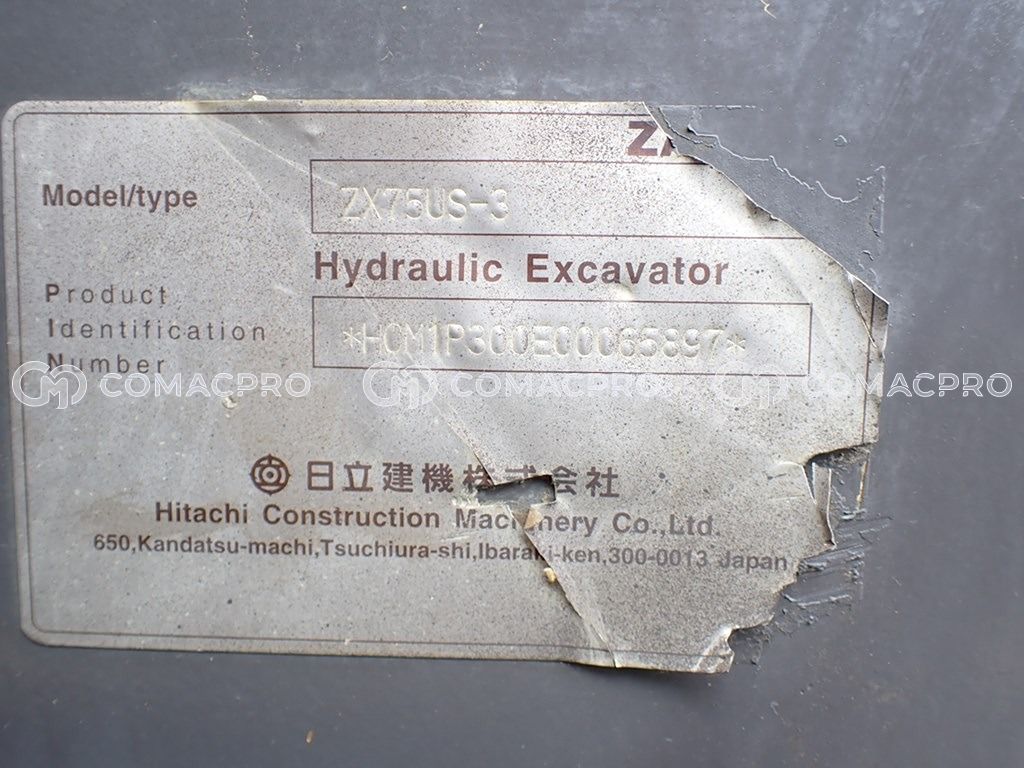 ZA
Model/type
ZX75US-3
Hydraulic Excavator
Product
Identification
Number
*HCM1P300E00065897*
COMACPRO COMACPRO COMACPRO
日立建機株式会社
Hitachi Construction Machinery Co.,Ltd.
650,Kandatsu-machi,Tsuchiura-shi,Ibaraki-ken,300-0013 Japan